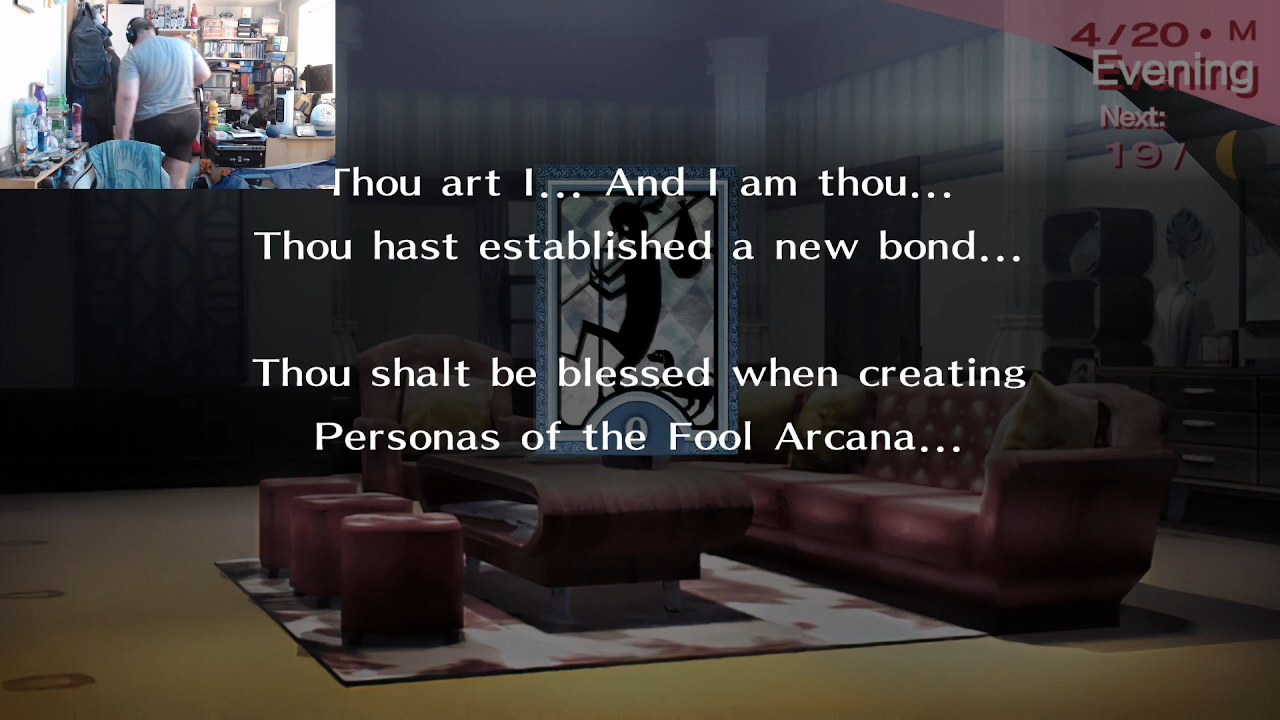 4/20 • M
Evening
Next:
Thou art I... And I am thou...
Thou hast established a new bond...
Thou shalt be blessed when creating
Personas of the Fool Arcana...
0